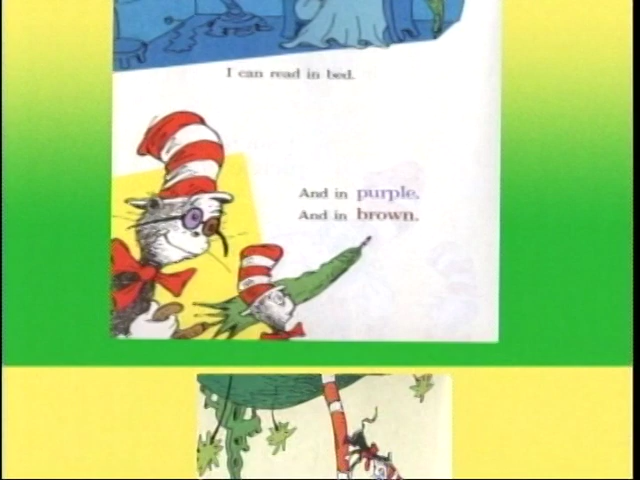 I can read in bed.
And in purple.
And in brown.